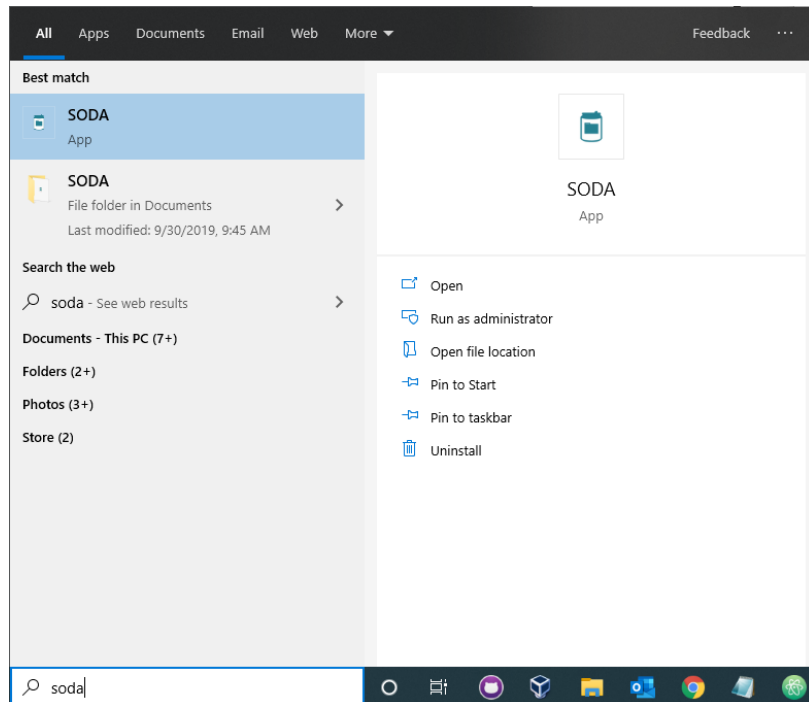 All Apps Documents Email Web More Feedback ...
Best match
SODA
App
SODA
File folder in Documents
Last modified: 9/30/2019, 9:45 AM
Search the web
soda - See web results
Documents - This PC (7+)
Folders (2+)
Photos (3+)
Store (2)
SODA
App
Open
Run as administrator
Open file location
Pin to Start
Pin to taskbar
Uninstall
soda